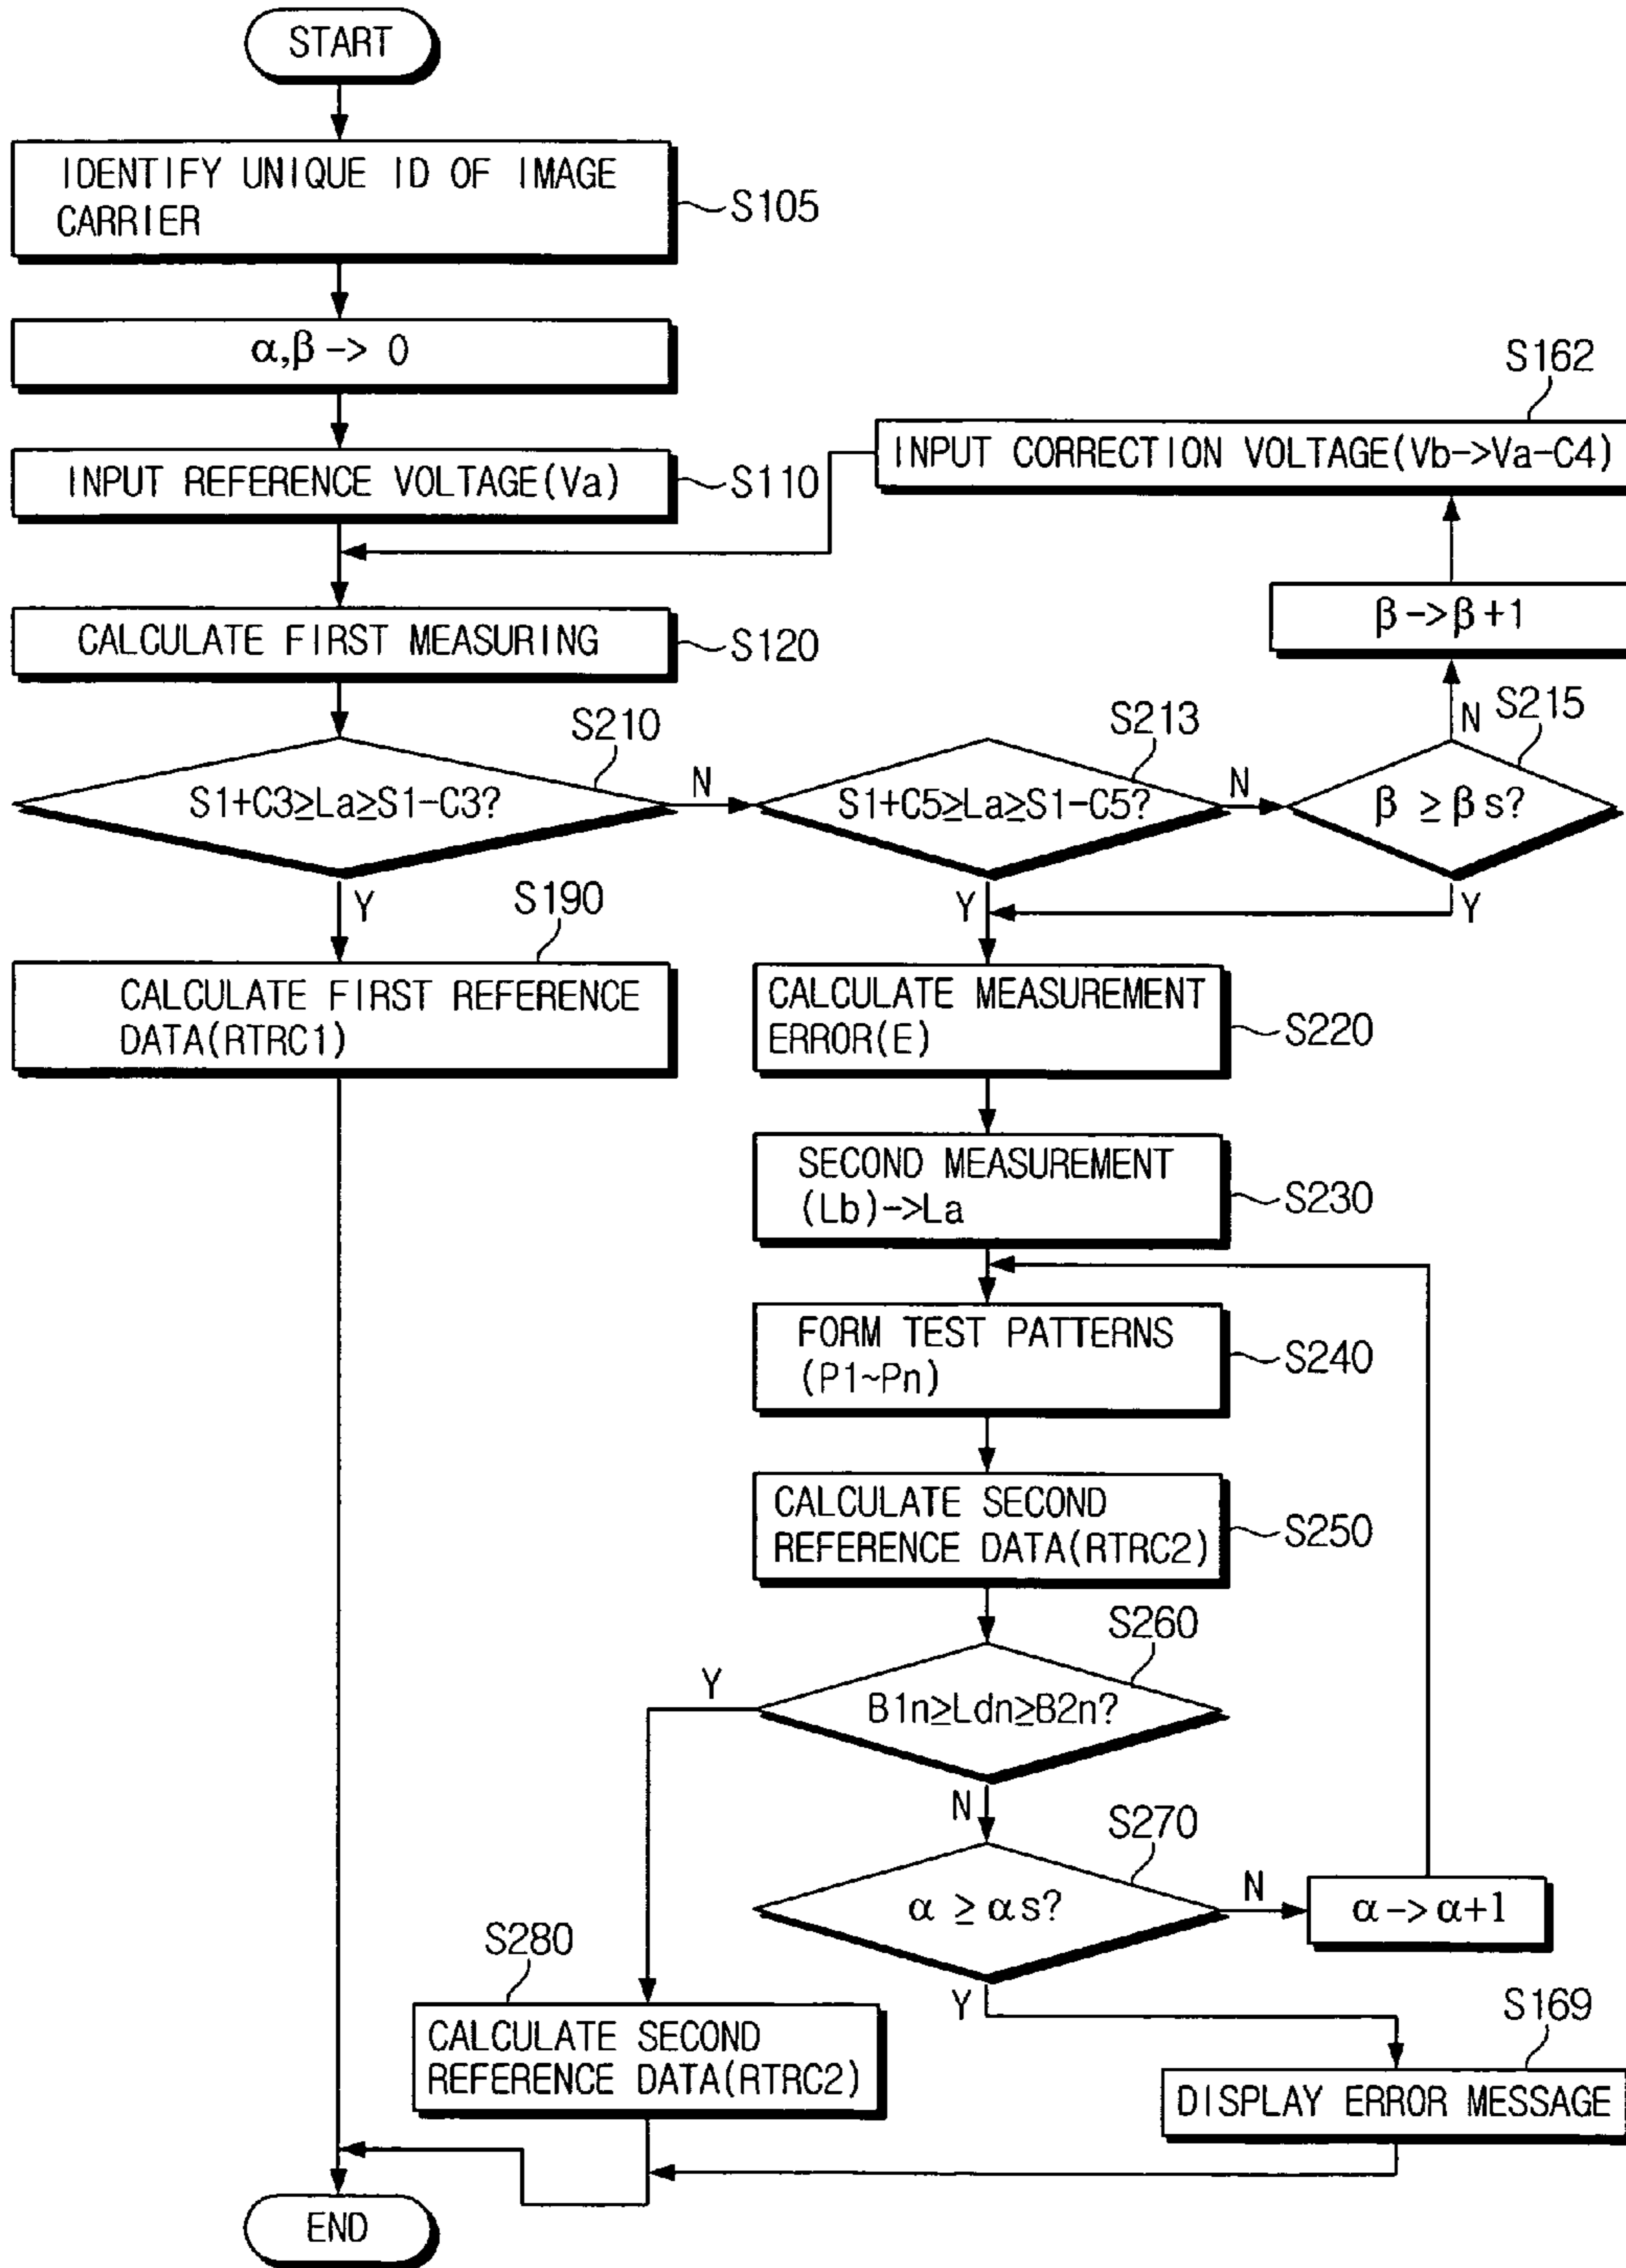 START
IDENTIFY UNIQUE ID OF IMAGE
CARRIER
S105
α,β -> 0
INPUT REFERENCE VOLTAGE(Va)
S110
S162
INPUT CORRECTION VOLTAGE(Vb->Va-C4)
β->β+1
CALCULATE FIRST MEASURING
S120
S210
S1+C3≥La≥S1-C3?
N
Y
S213
S1+C5≥La≥S1-C5?
N
Y
S215
β ≥ βs?
N
Y
S190
CALCULATE FIRST REFERENCE
DATA(RTRC1)
CALCULATE MEASUREMENT
ERROR(E)
S220
SECOND MEASUREMENT
(Lb)->La
S230
FORM TEST PATTERNS
(P1~Pn)
S240
CALCULATE SECOND
REFERENCE DATA(RTRC2)
S250
S260
B1n≥Ldn≥B2n?
Y
N
S270
α ≥ αs?
N
α->α+1
Y
S280
CALCULATE SECOND
REFERENCE DATA(RTRC2)
S169
DISPLAY ERROR MESSAGE
END